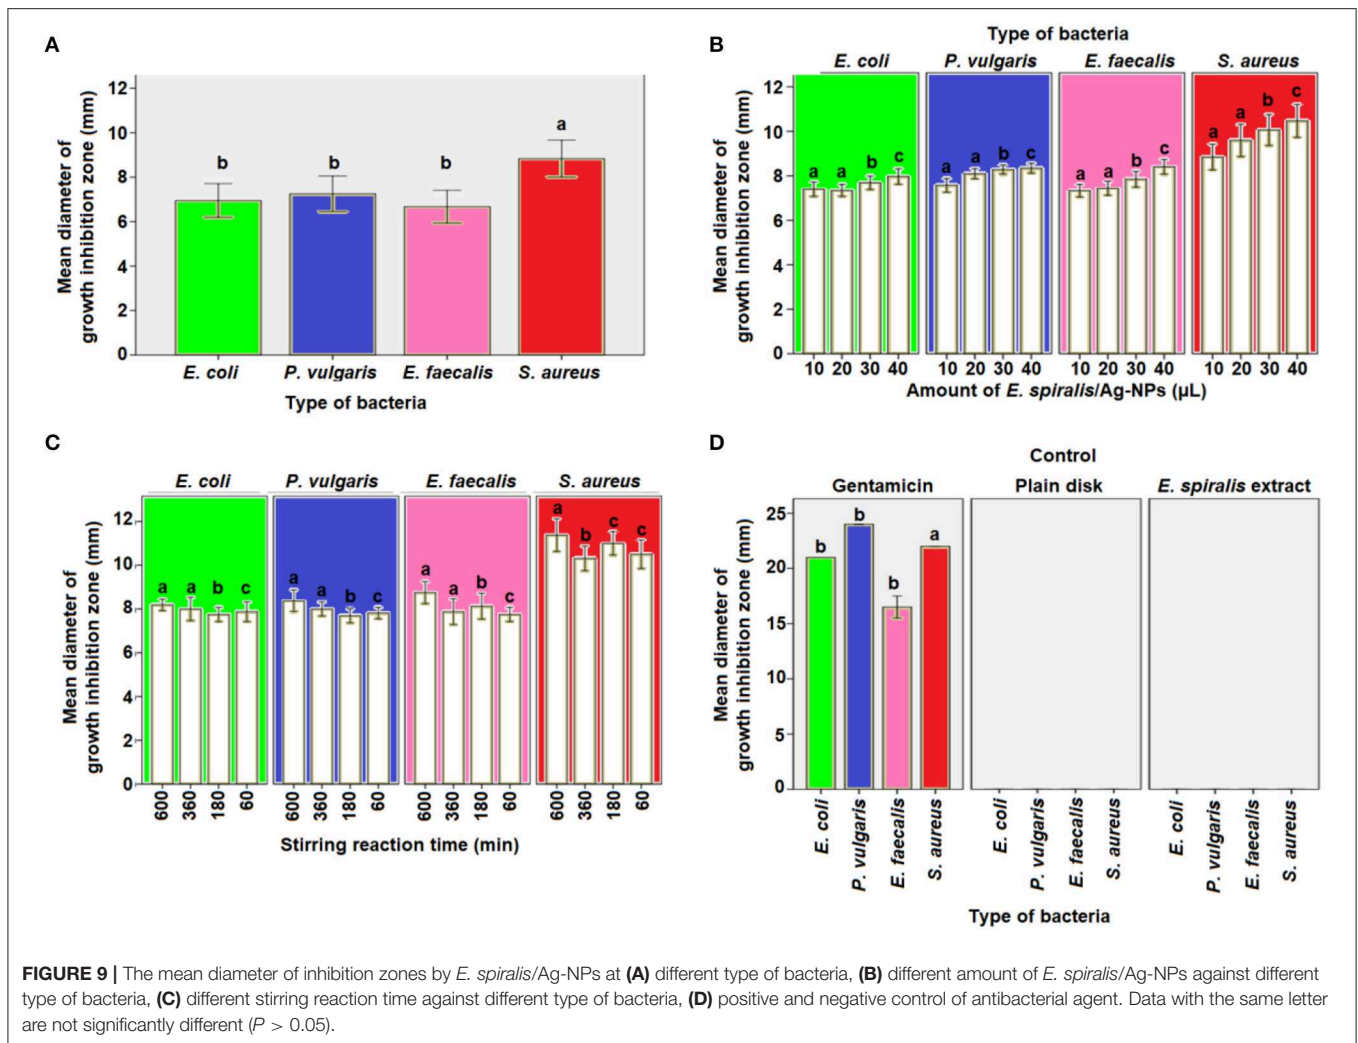 A
Mean diameter of
growth inhibition zone (mm)
12
10
8
6
4
2
0
b
b
b
a
E. coli
P. vulgaris
E. faecalis
S. aureus
Type of bacteria
B
Type of bacteria
E. coli
P. vulgaris
E. faecalis
S. aureus
Mean diameter of
growth inhibition zone (mm)
12
10
8
6
4
2
0
a a b c
a a b c
a a b c
a a b c
10 20 30 40
10 20 30 40
10 20 30 40
10 20 30 40
Amount of E. spiralis/Ag-NPs (µL)
C
E. coli
P. vulgaris
E. faecalis
S. aureus
Mean diameter of
growth inhibition zone (mm)
12
10
8
6
4
2
0
a a b c
a a b c
a a b c
a b c c
600 360 180 60
600 360 180 60
600 360 180 60
600 360 180 60
Stirring reaction time (min)
D
Control
Gentamicin
Plain disk
E. spiralis extract
Mean diameter of
growth inhibition zone (mm)
25
20
15
10
5
0
b
b
b
a
E. coli
P. vulgaris
E. faecalis
S. aureus
E. coli
P. vulgaris
E. faecalis
S. aureus
E. coli
P. vulgaris
E. faecalis
S. aureus
Type of bacteria
FIGURE 9 | The mean diameter of inhibition zones by E. spiralis/Ag-NPs at (A) different type of bacteria, (B) different amount of E. spiralis/Ag-NPs against different
type of bacteria, (C) different stirring reaction time against different type of bacteria, (D) positive and negative control of antibacterial agent. Data with the same letter
are not significantly different (P > 0.05).